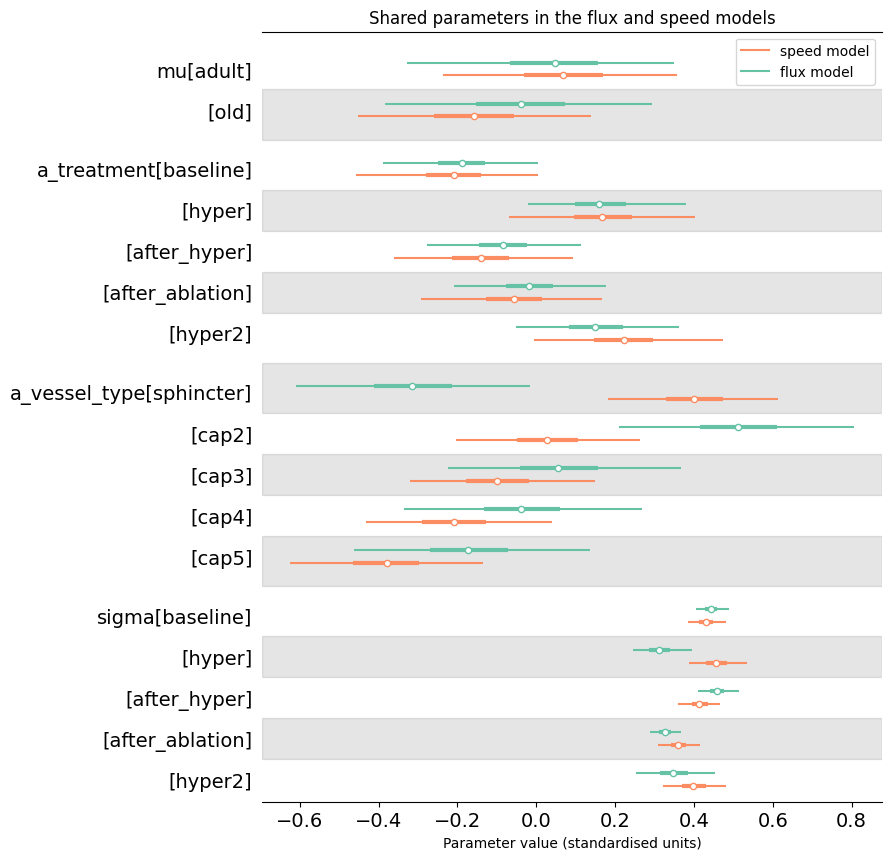 Shared parameters in the flux and speed models
speed model
flux model
mu[adult]
[old]
a_treatment[baseline]
[hyper]
[after_hyper]
[after_ablation]
[hyper2]
a_vessel_type[sphincter]
[cap2]
[cap3]
[cap4]
[cap5]
sigma[baseline]
[hyper]
[after_hyper]
[after_ablation]
[hyper2]
−0.6 −0.4 −0.2 0.0 0.2 0.4 0.6 0.8
Parameter value (standardised units)